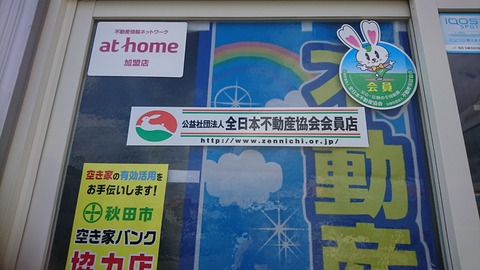 不動産情報ネットワーク
at home
加盟店
会員
公益社団法人 全日本不動産協会会員店
http://www.zennichi.or.jp/
空き家の有効活用を
お手伝いします!
秋田市
空き家バンク
協力店
不動産
IQOS